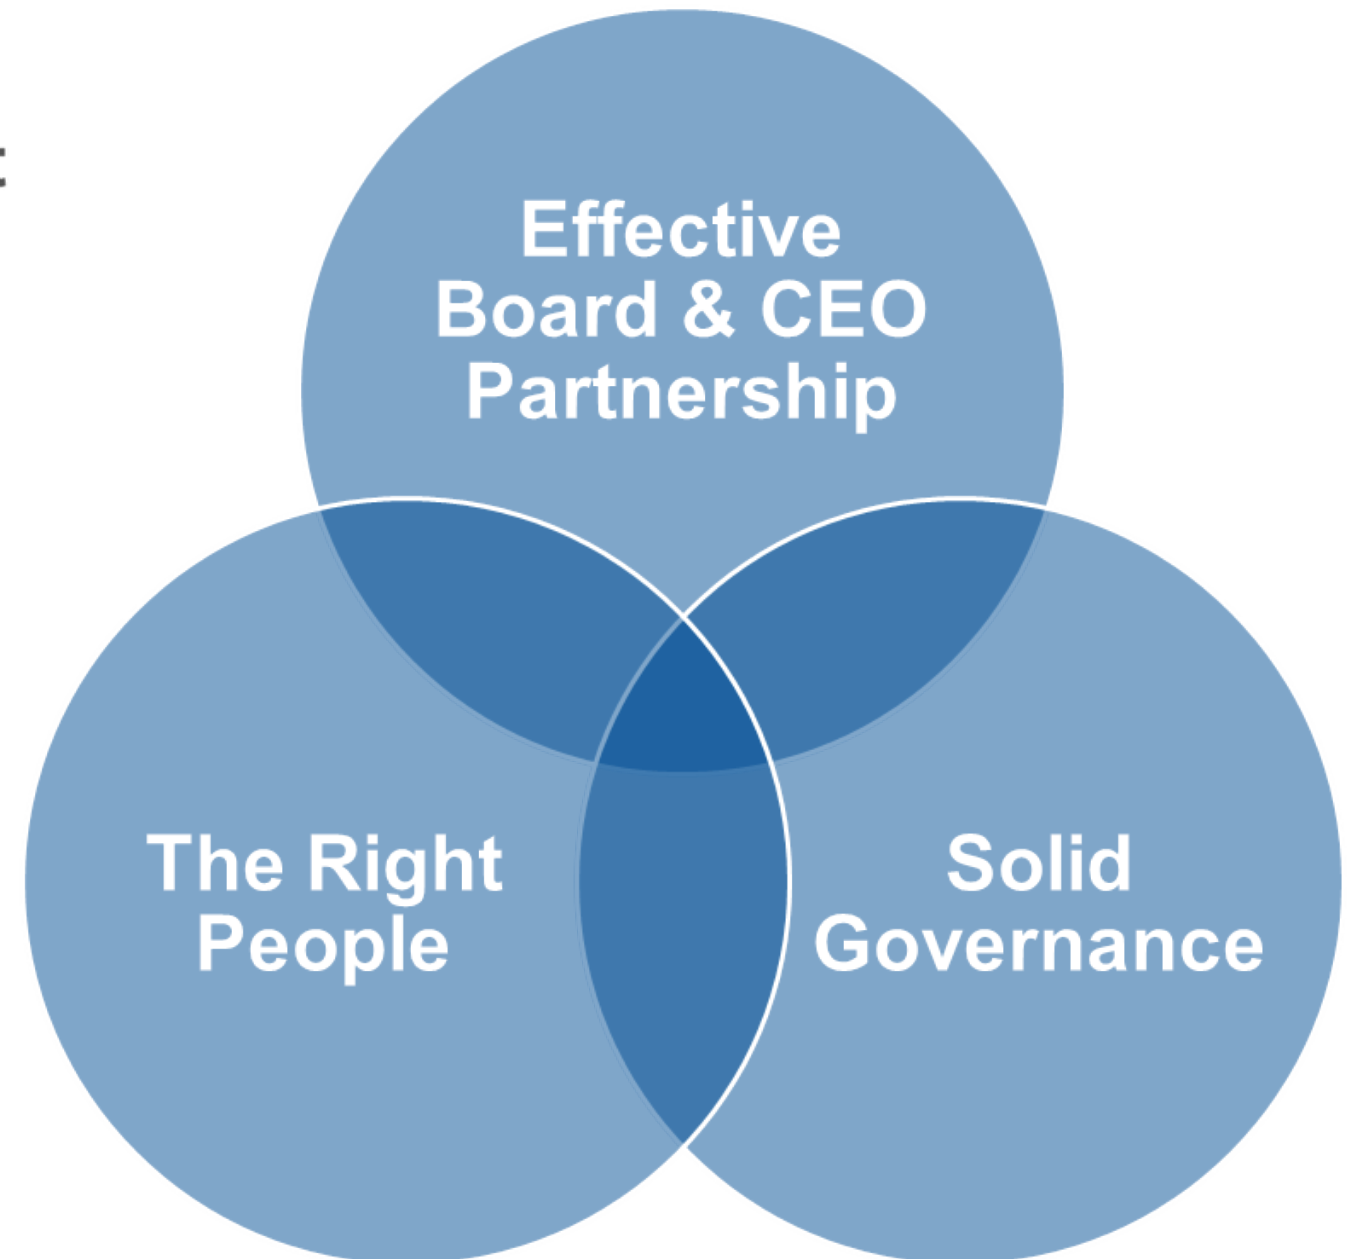 Effective
Board & CEO
Partnership
The Right
People
Solid
Governance